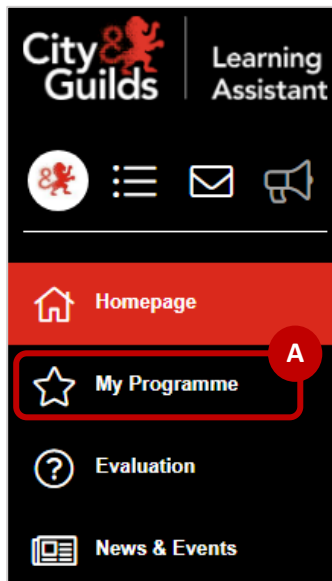 City&
Guilds
Learning
Assistant
Homepage
A
My Programme
Evaluation
News & Events